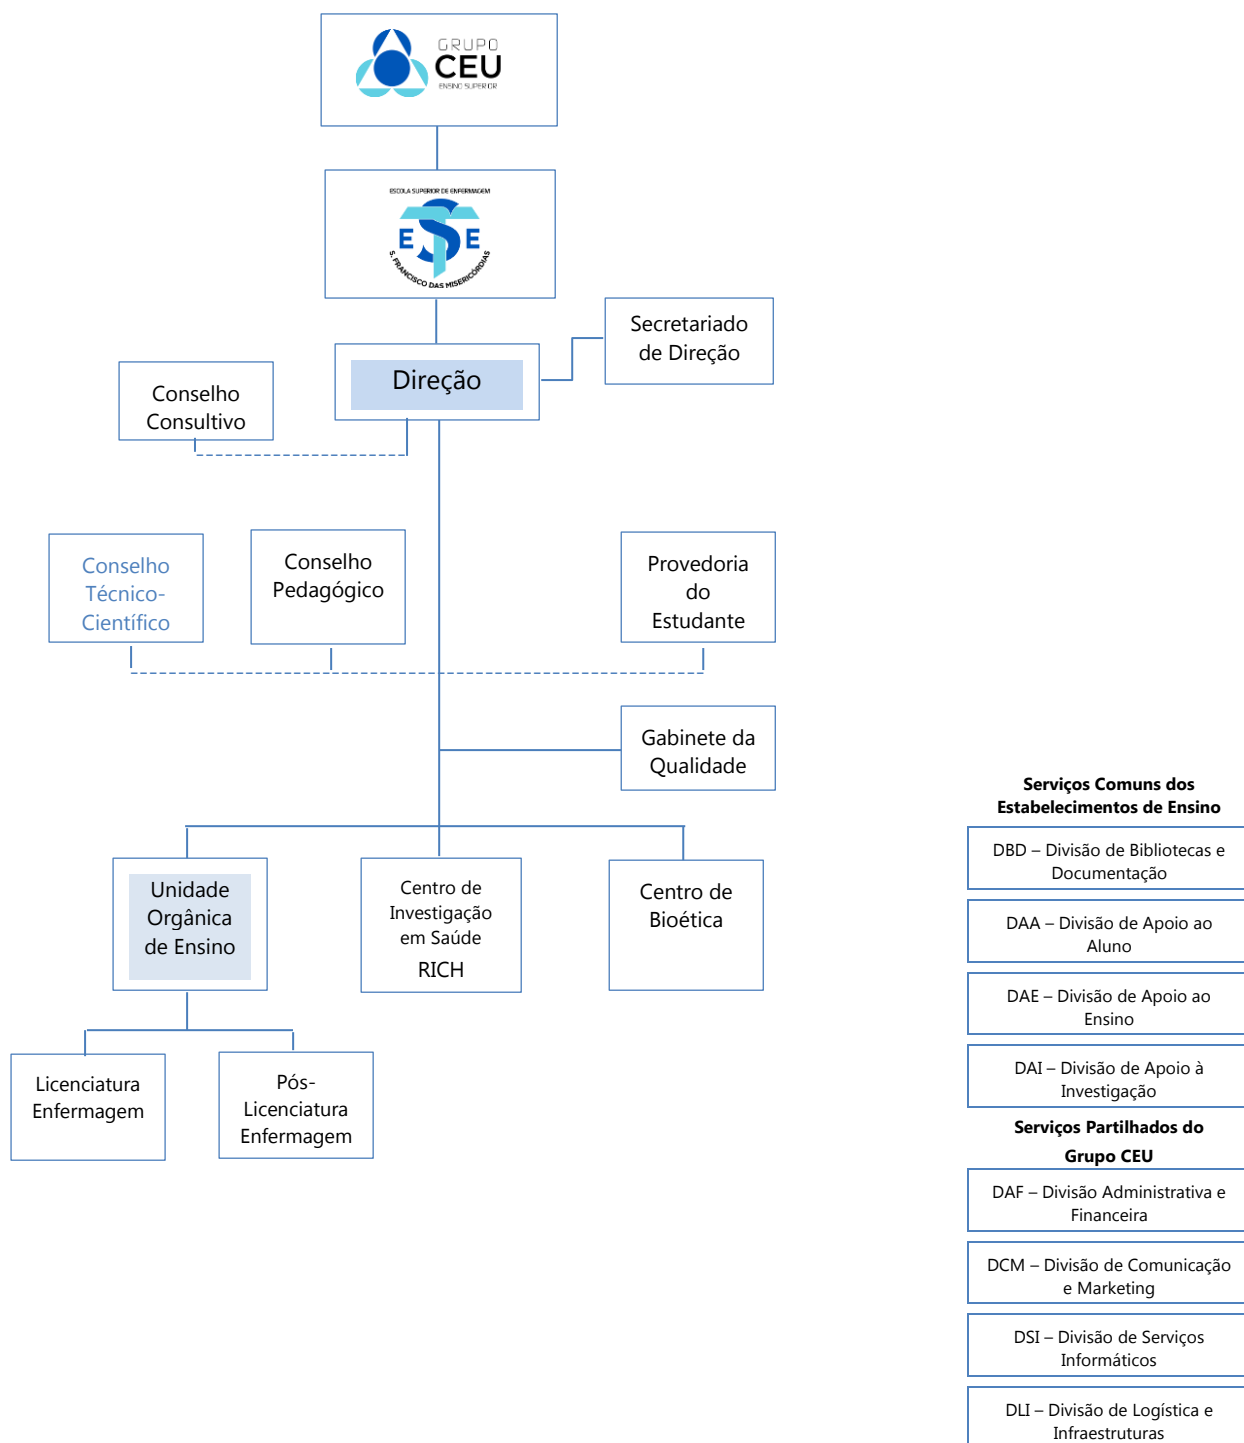 GRUPO
CEU
ENSINO SUPERIOR
ESCOLA SUPERIOR DE ENFERMAGEM
E S E
S. FRANCISCO DAS MISERICÓRDIAS
Secretariado
de Direção
Direção
Conselho
Consultivo
Conselho
Técnico-
Científico
Conselho
Pedagógico
Provedoria
do
Estudante
Gabinete da
Qualidade
Unidade
Orgânica
de Ensino
Centro de
Investigação
em Saúde
RICH
Centro de
Bioética
Licenciatura
Enfermagem
Pós-
Licenciatura
Enfermagem
Serviços Comuns dos
Estabelecimentos de Ensino
DBD – Divisão de Bibliotecas e
Documentação
DAA – Divisão de Apoio ao
Aluno
DAE – Divisão de Apoio ao
Ensino
DAI – Divisão de Apoio à
Investigação
Serviços Partilhados do
Grupo CEU
DAF – Divisão Administrativa e
Financeira
DCM – Divisão de Comunicação
e Marketing
DSI – Divisão de Serviços
Informáticos
DLI – Divisão de Logística e
Infraestruturas